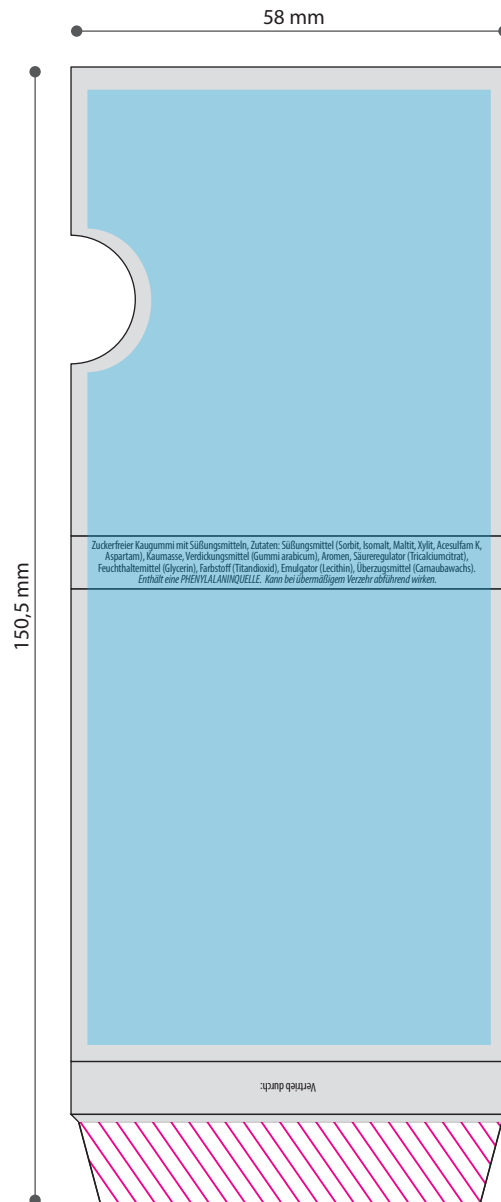 58 mm
150,5 mm
Zuckerfreier Kaugummi mit Süßungsmitteln, Zutaten: Süßungsmittel (Sorbit, Isomalt, Maltit, Xylit, Acesulfam K,
Aspartam), Kaumasse, Verdickungsmittel (Gummi arabicum), Aromen, Säureregulator (Tricalciumcitrat),
Feuchthaltemittel (Glycerin), Farbstoff (Titandioxid), Emulgator (Lecithin), Überzugsmittel (Carnaubawachs).
Enthält eine PHENYLALANINQUELLE. Kann bei übermäßigem Verzehr abführend wirken.
Vertrieb durch: